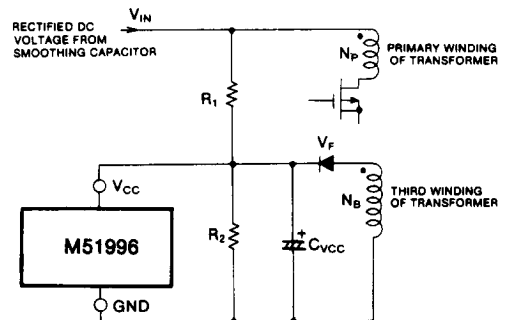 RECTIFIED DC
VOLTAGE FROM
SMOOTHING CAPACITOR
VIN
NP
PRIMARY WINDING
OF TRANSFORMER
R1
VF
VCC
NB
THIRD WINDING
OF TRANSFORMER
M51996
R2
+
CVCC
GND